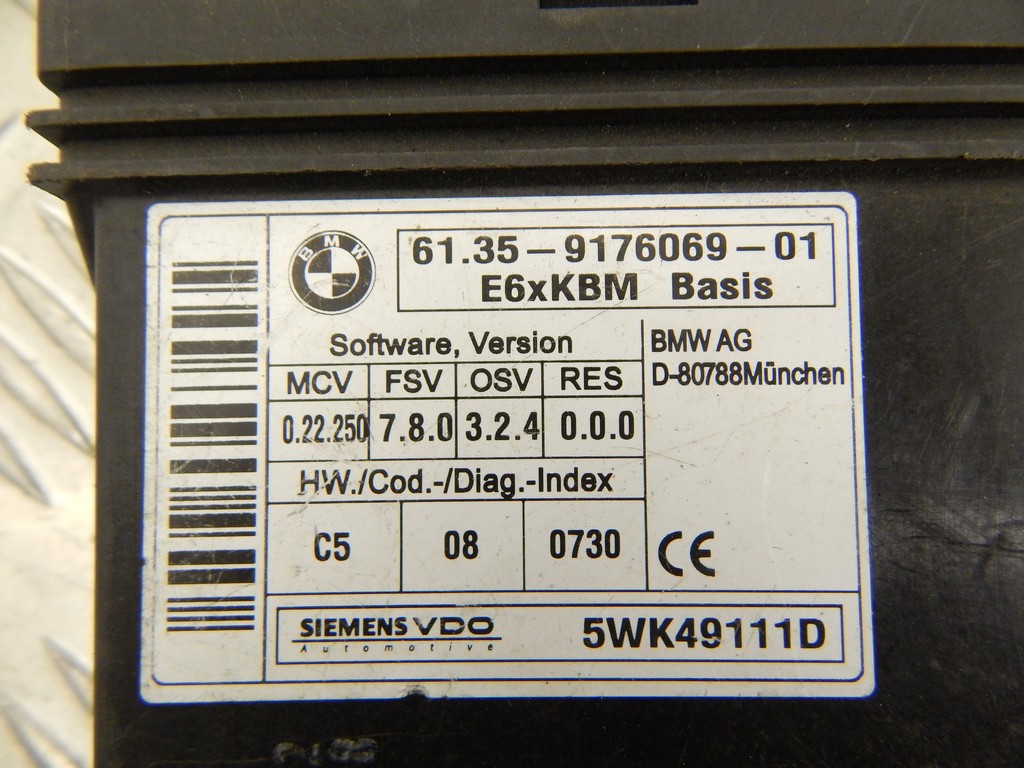 BMW
61.35-9176069-01
E6xKBM Basis
Software, Version
MCV FSV OSV RES
0.22.250 7.8.0 3.2.4 0.0.0
HW./Cod.-/Diag.-Index
C5 08 0730
BMW AG
D-80788München
CE
SIEMENS VDO
Automotive
5WK49111D